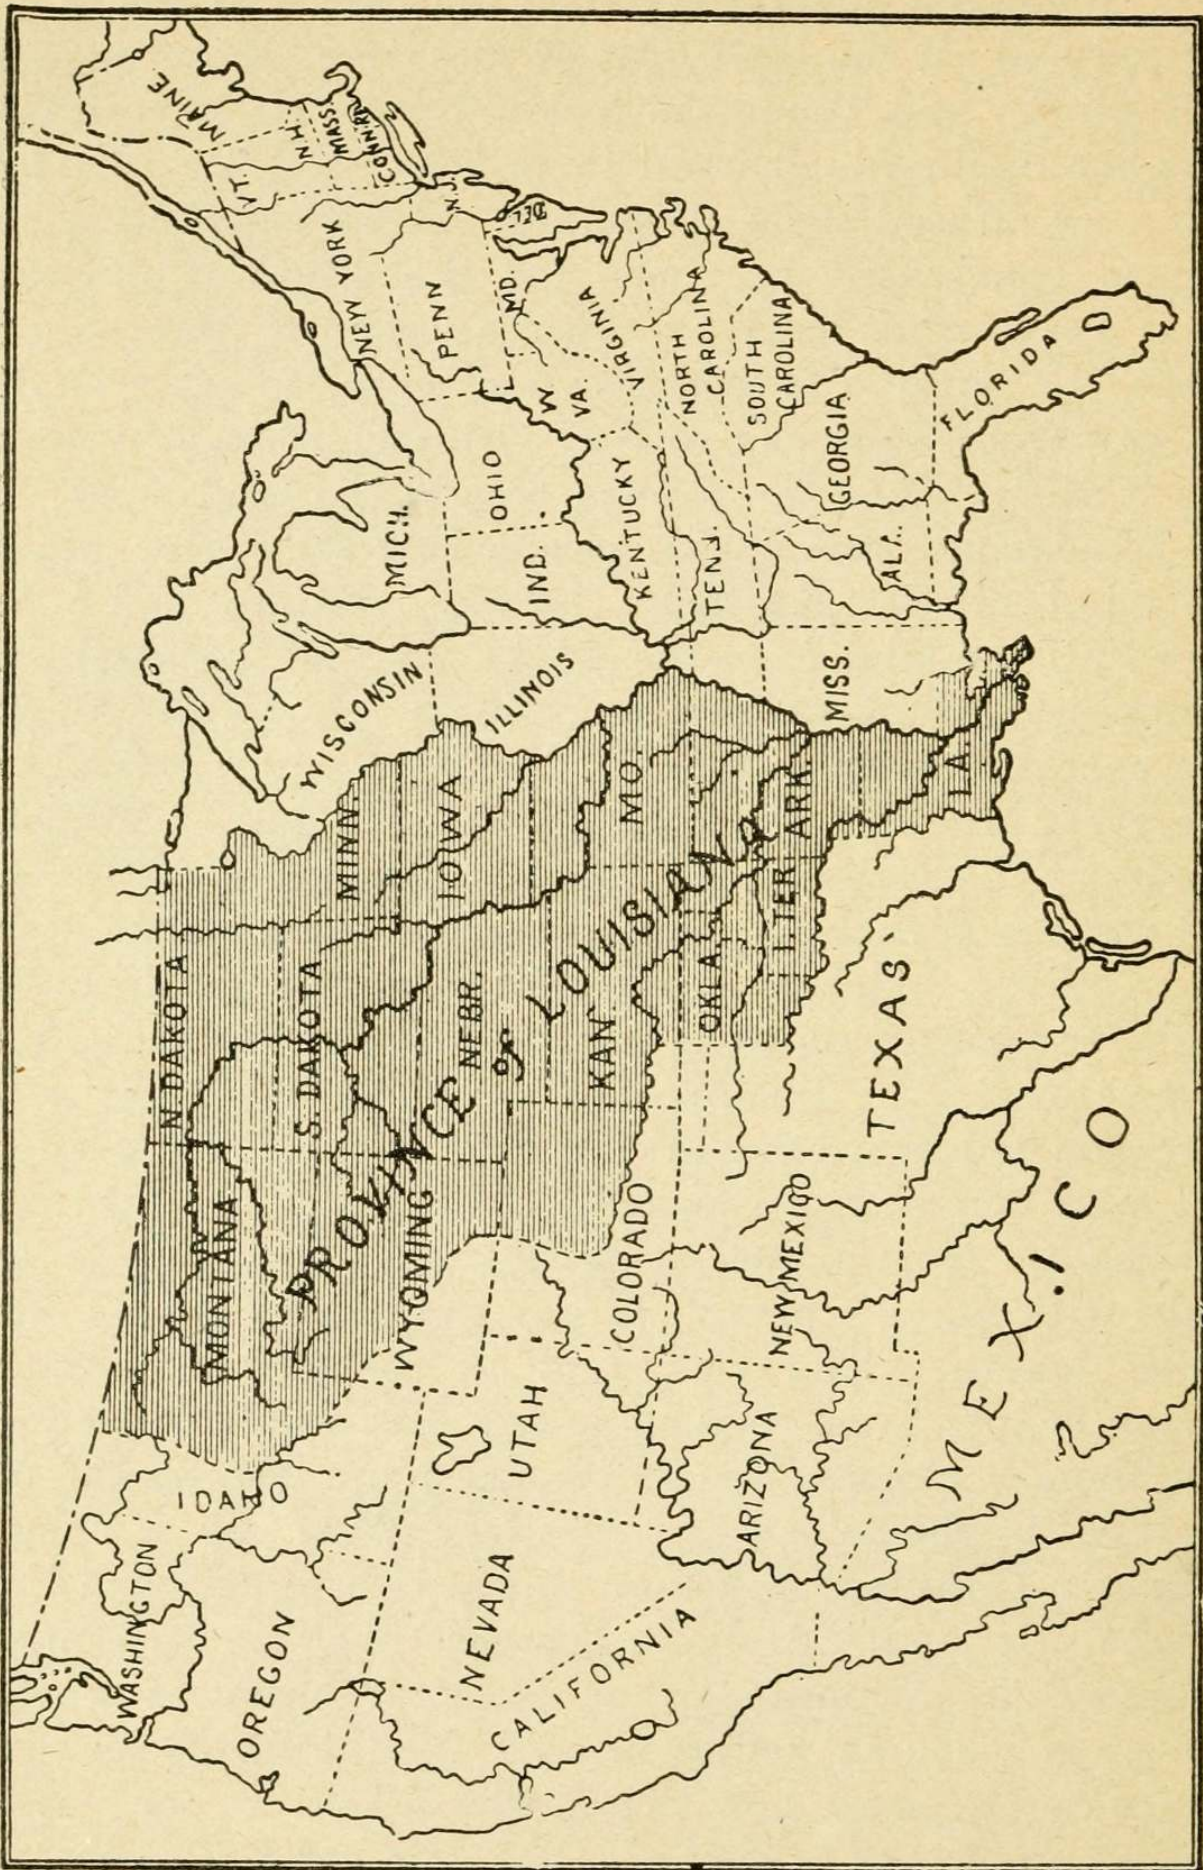 MAINE
N.H.
VT.
MASS.
CONN.
R.I.
NEW YORK
N.J.
PENN
DEL.
MD.
VIRGINIA
W
VA.
NORTH
CAROLINA
SOUTH
CAROLINA
GEORGIA
FLORIDA
OHIO
MICH.
IND.
KENTUCKY
TENN.
ALA.
MISS.
WISCONSIN
ILLINOIS
MINN.
IOWA
MO.
ARK.
LA.
N.DAKOTA
S. DAKOTA
NEBR.
KAN
OKLA.
I. TER
TEXAS
PROVINCE of LOUISIANA
MONTANA
WYOMING
COLORADO
NEW MEXICO
IDAHO
UTAH
ARIZONA
WASHINGTON
OREGON
NEVADA
CALIFORNIA
MEXICO